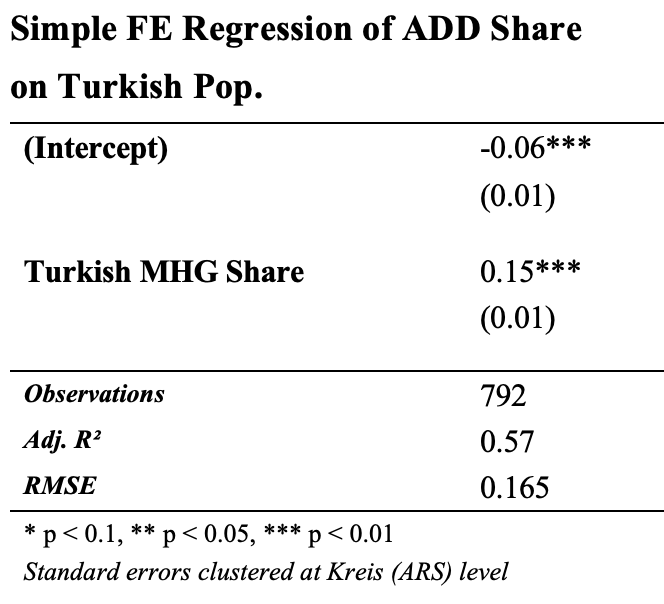 Simple FE Regression of ADD Share
on Turkish Pop.
(Intercept) -0.06***
(0.01)
Turkish MHG Share 0.15***
(0.01)
Observations 792
Adj. R² 0.57
RMSE 0.165
* p < 0.1, ** p < 0.05, *** p < 0.01
Standard errors clustered at Kreis (ARS) level